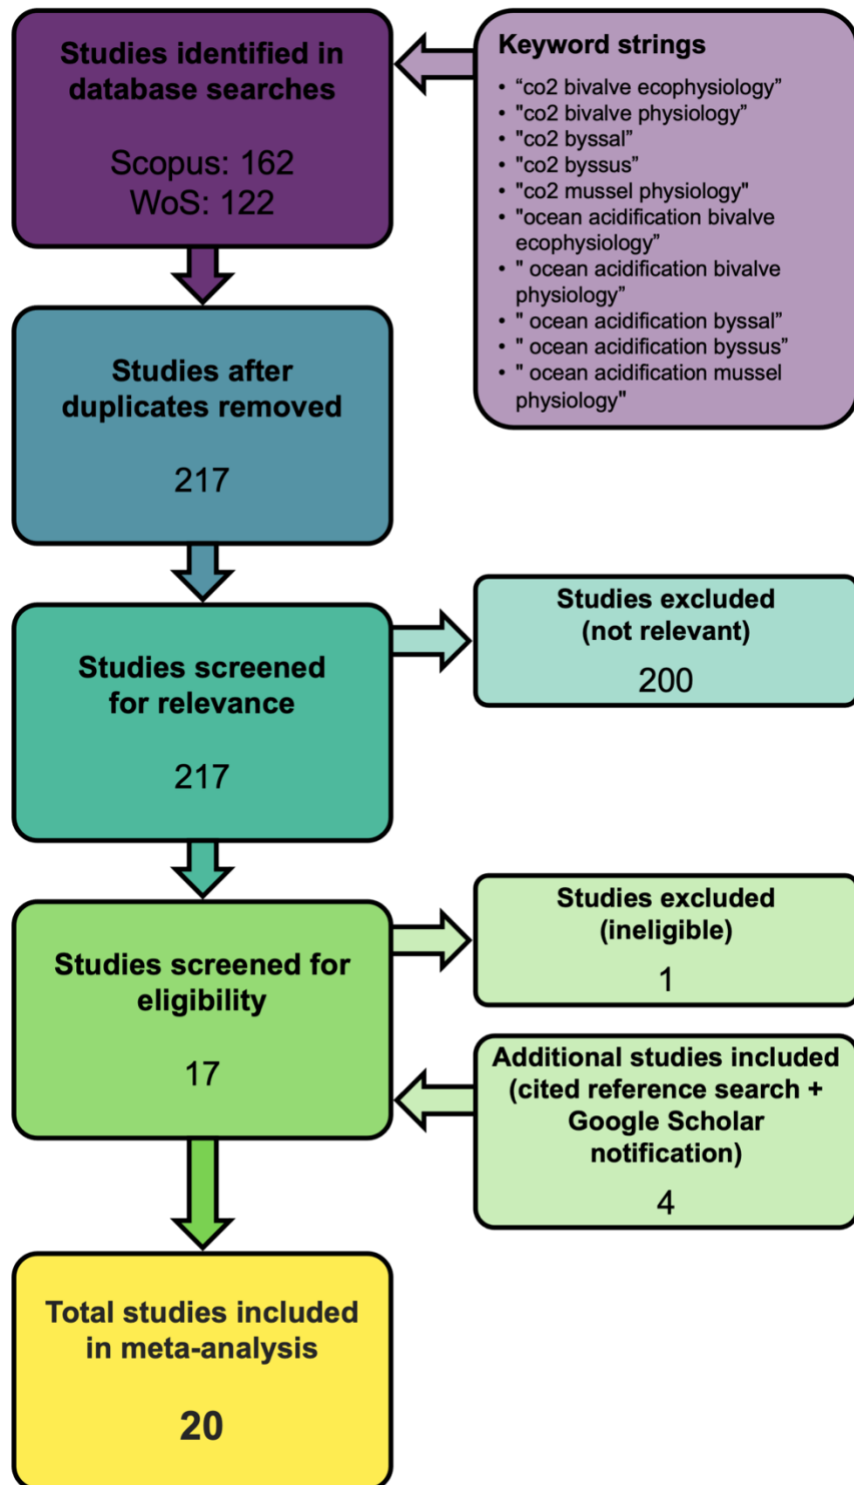 Studies identified in
database searches
Scopus: 162
WoS: 122
Keyword strings
• “co2 bivalve ecophysiology”
• "co2 bivalve physiology”
• "co2 byssal”
• "co2 byssus”
• "co2 mussel physiology"
• "ocean acidification bivalve
ecophysiology”
• " ocean acidification bivalve
physiology”
• " ocean acidification byssal”
• " ocean acidification byssus”
• " ocean acidification mussel
physiology"
Studies after
duplicates removed
217
Studies screened
for relevance
217
Studies excluded
(not relevant)
200
Studies screened for
eligibility
17
Studies excluded
(ineligible)
1
Additional studies included
(cited reference search +
Google Scholar
notification)
4
Total studies included
in meta-analysis
20